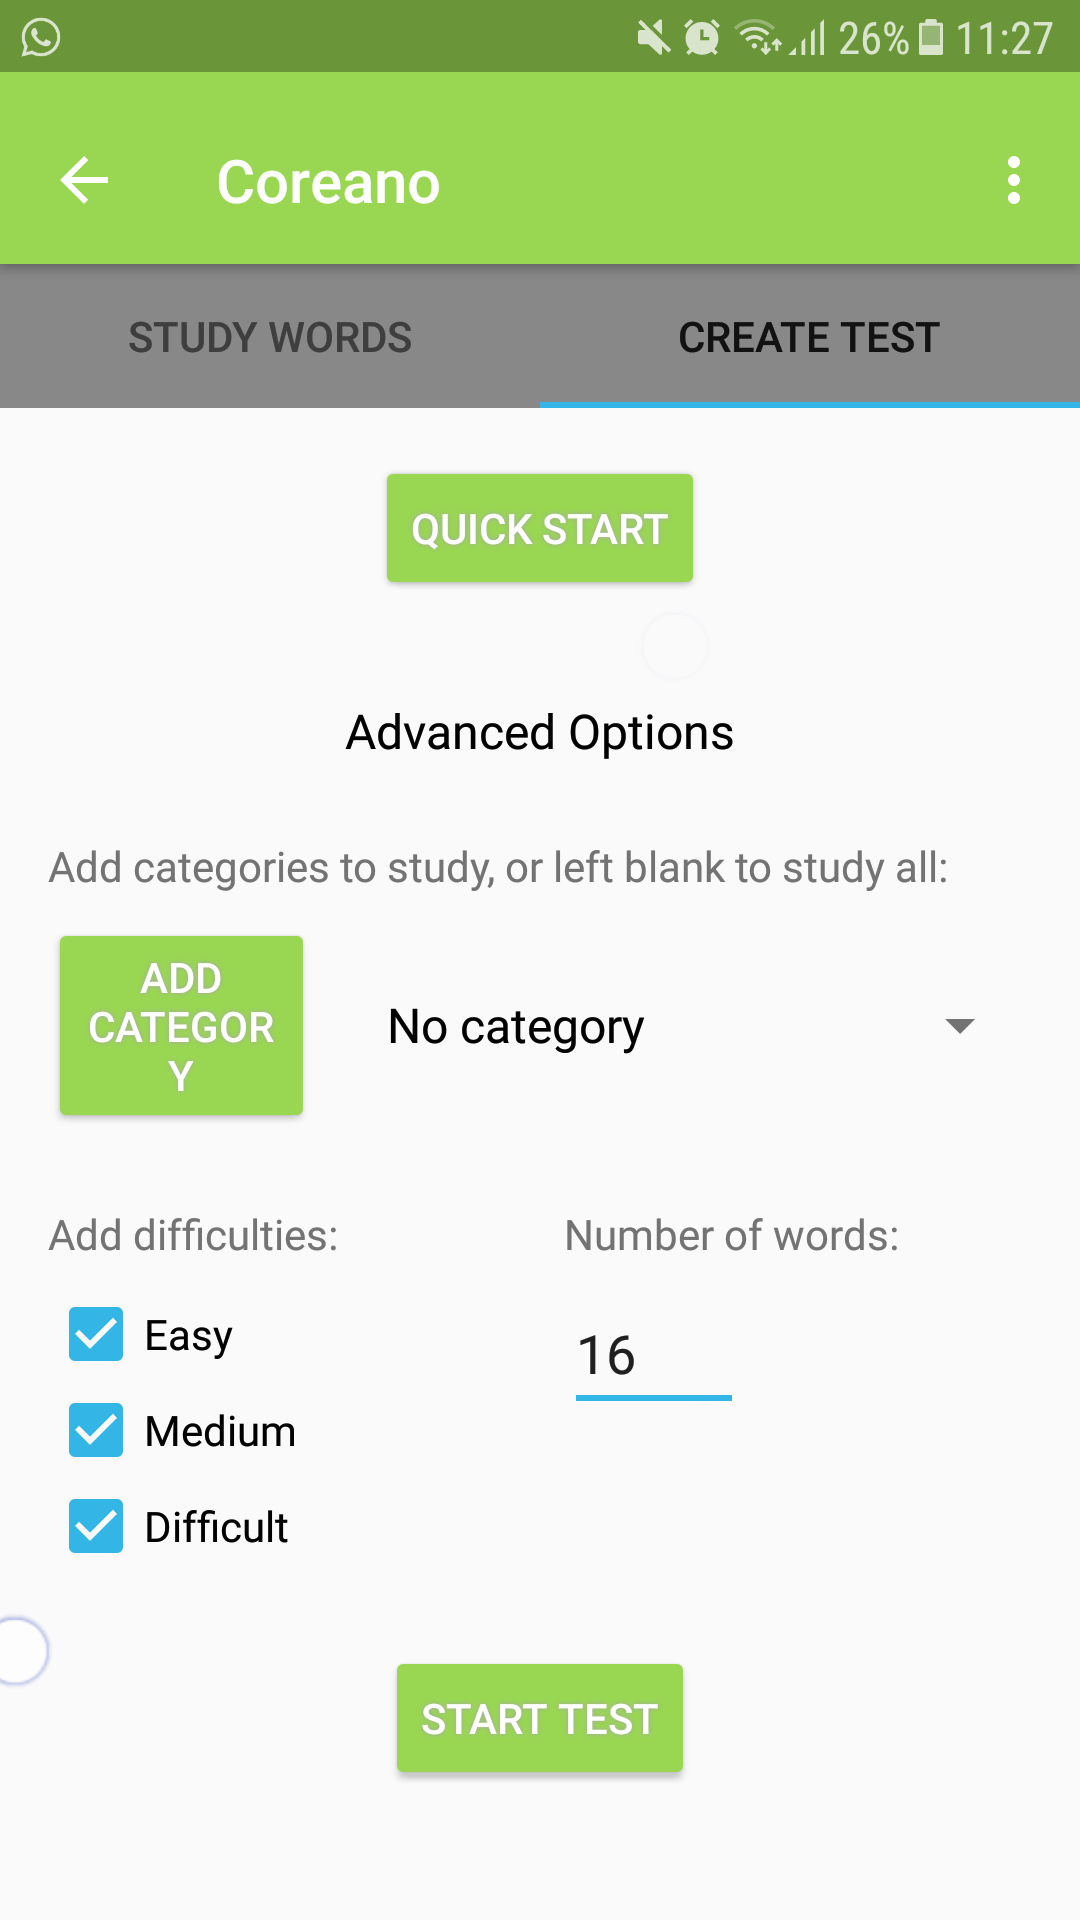 26% 11:27
Coreano
STUDY WORDS CREATE TEST
QUICK START
Advanced Options
Add categories to study, or left blank to study all:
ADD
CATEGOR
Y
No category
Add difficulties: Number of words:
Easy
16
Medium
Difficult
START TEST